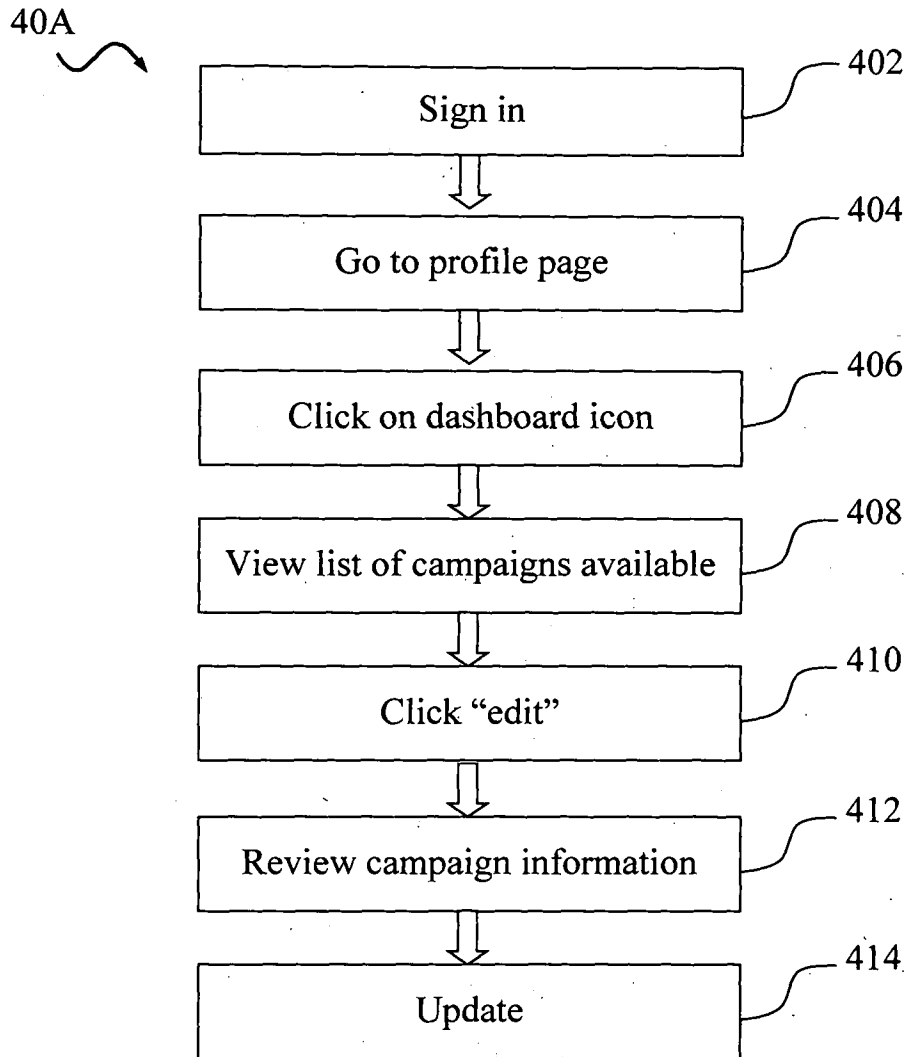 40A
402
Sign in
404
Go to profile page
406
Click on dashboard icon
408
View list of campaigns available
410
Click “edit”
412
Review campaign information
414
Update